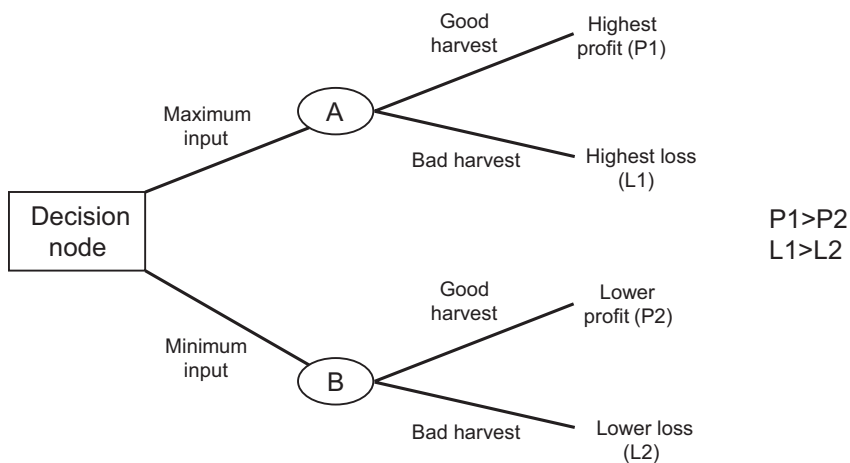 Good
harvest
Highest
profit (P1)
Maximum
input
A
Bad harvest
Highest loss
(L1)
Decision
node
P1>P2
L1>L2
Good
harvest
Lower
profit (P2)
Minimum
input
B
Bad harvest
Lower loss
(L2)